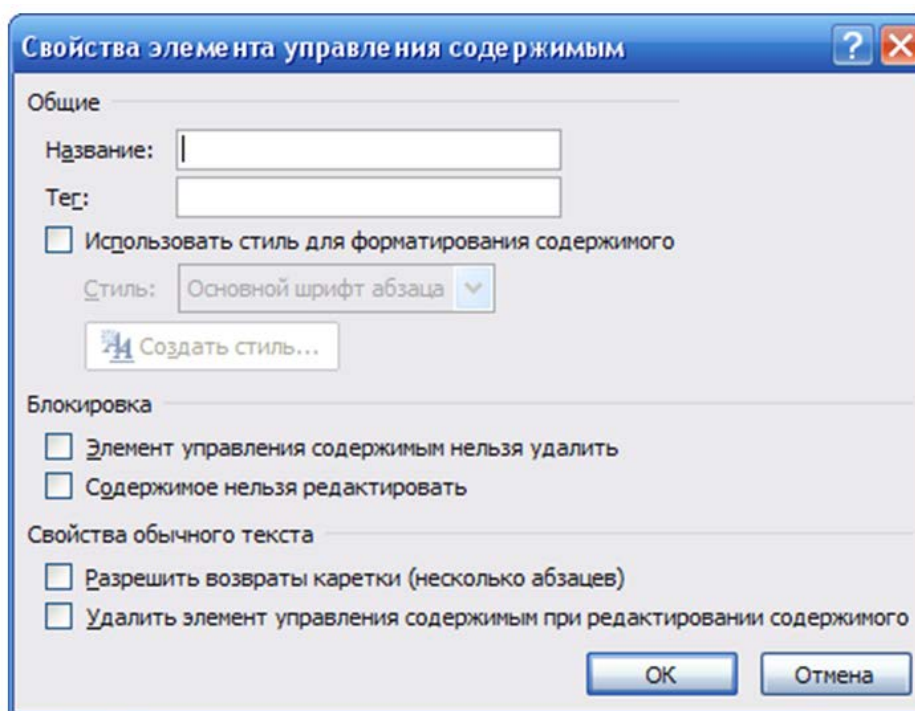 Свойства элемента управления содержимым
Общие
Название:
Тег:
Использовать стиль для форматирования содержимого
Стиль: Основной шрифт абзаца
Создать стиль...
Блокировка
Элемент управления содержимым нельзя удалить
Содержимое нельзя редактировать
Свойства обычного текста
Разрешить возвраты каретки (несколько абзацев)
Удалить элемент управления содержимым при редактировании содержимого
ОК Отмена